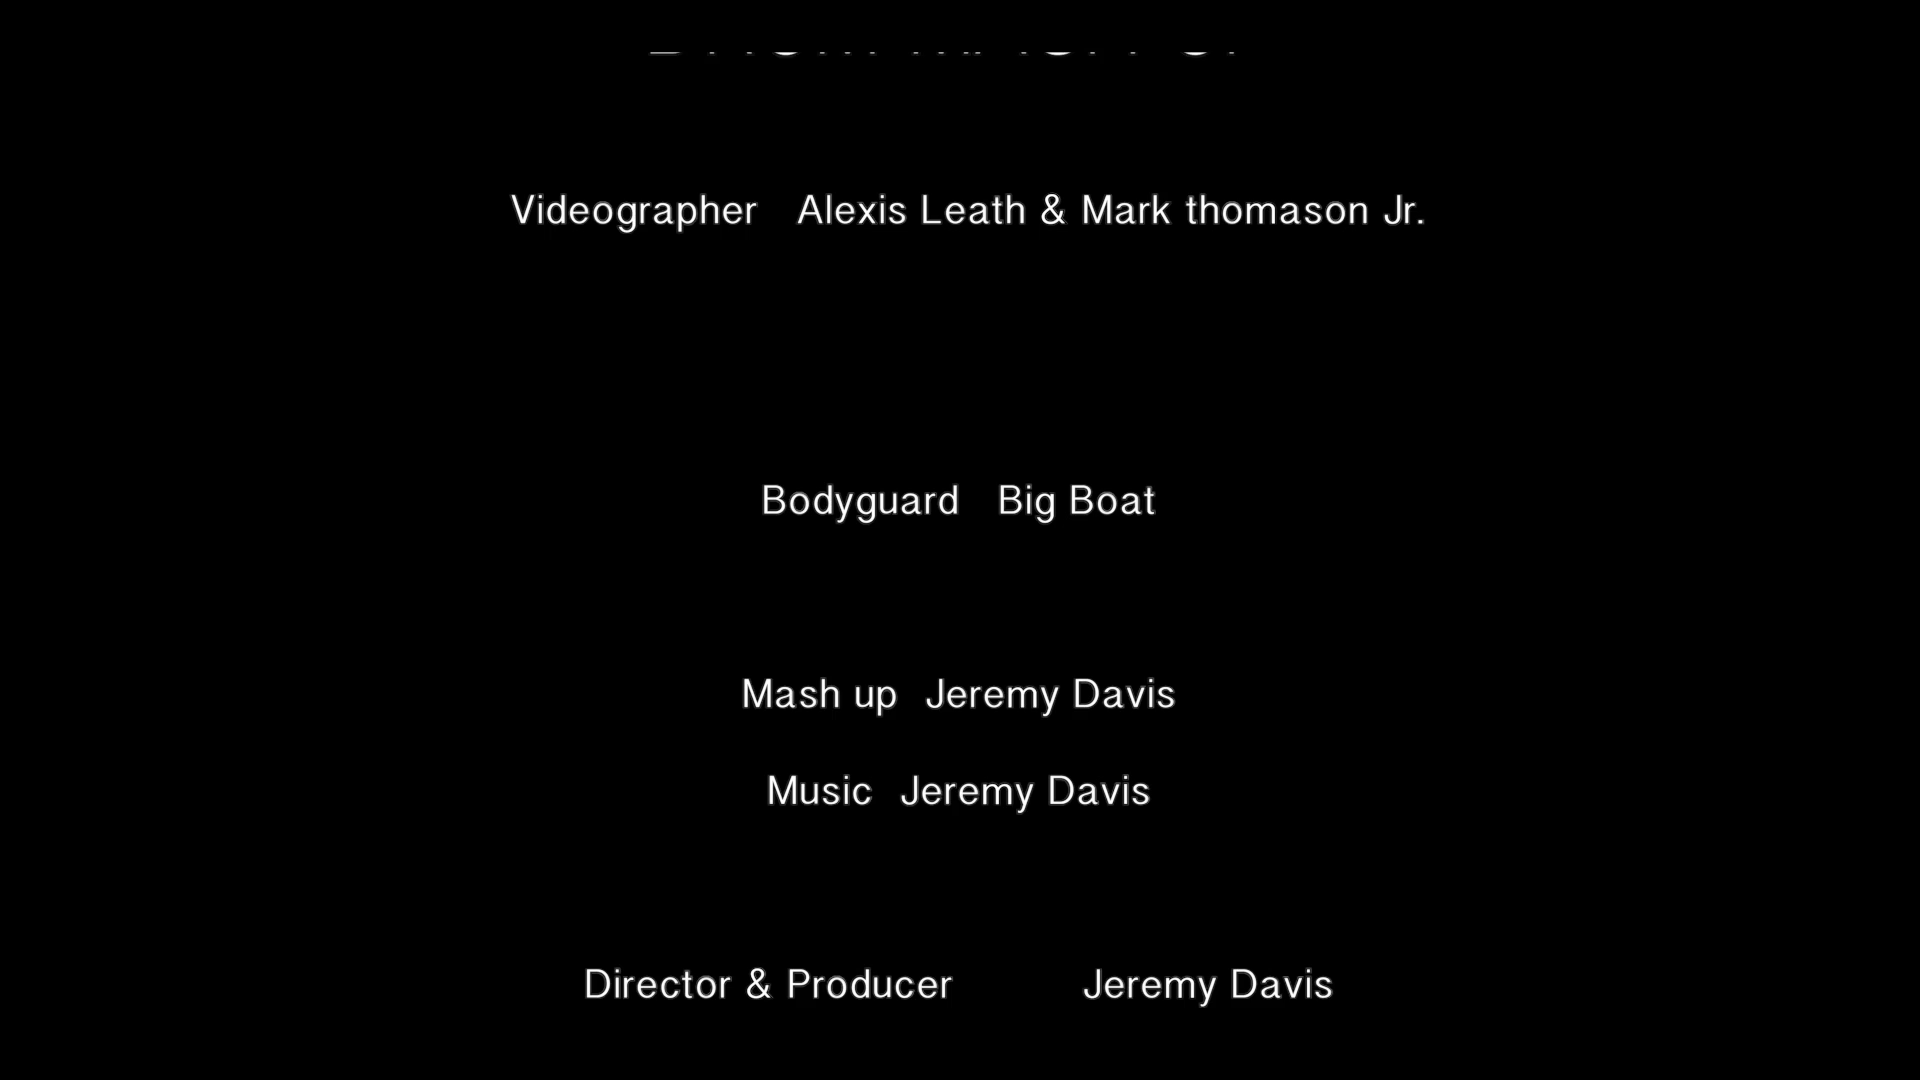 Videographer Alexis Leath & Mark thomason Jr.
Bodyguard Big Boat
Mash up Jeremy Davis
Music Jeremy Davis
Director & Producer Jeremy Davis